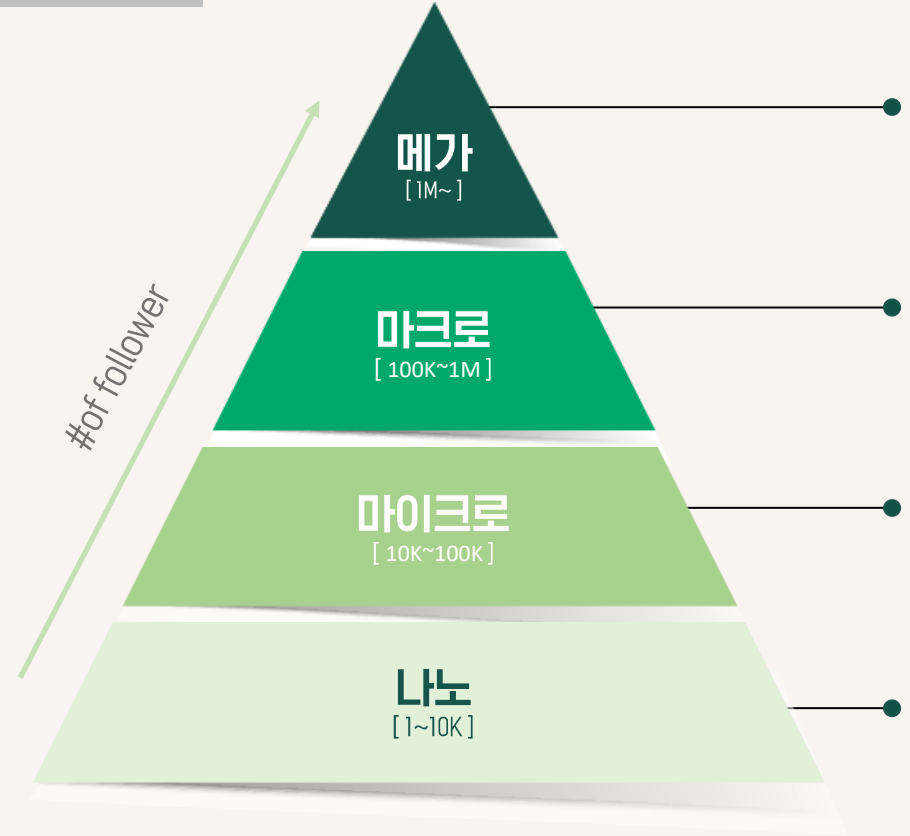 메가
[ 1M~ ]
마크로
[ 100K~1M ]
#of follower
마이크로
[ 10K~100K ]
나노
[ 1~10K ]